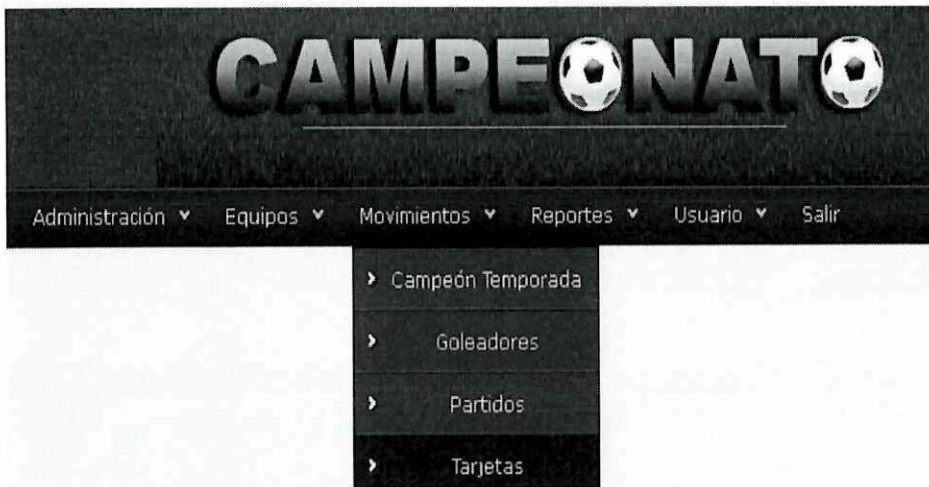 CAMPEONATO
Administración Equipos Movimientos Reportes Usuario Salir
Campeón Temporada
Goleadores
Partidos
Tarjetas